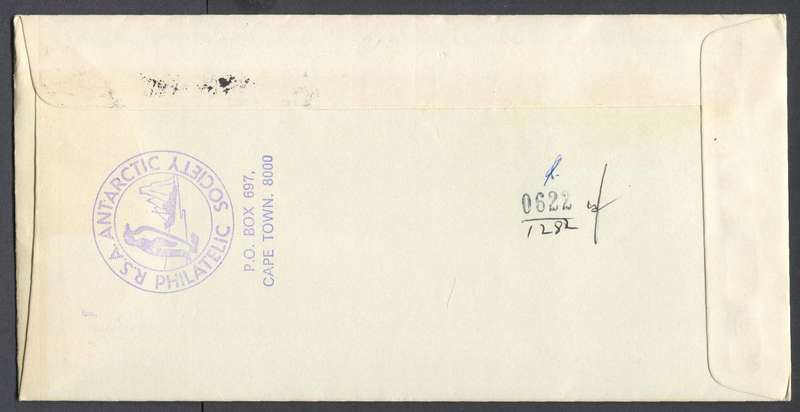 R.S.A. ANTARCTIC SOCIETY
PHILATELIC
P.O. BOX 697,
CAPE TOWN. 8000
0622
1282